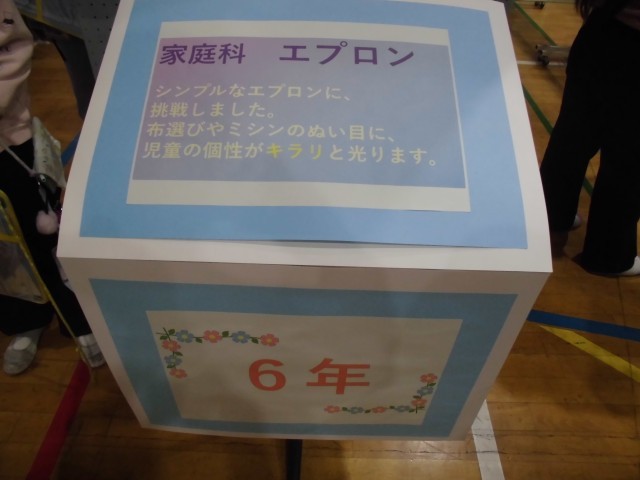 家庭科　エプロン
シンプルなエプロンに、
挑戦しました。
布選びやミシンのぬい目に、
児童の個性がキラリと光ります。
６年